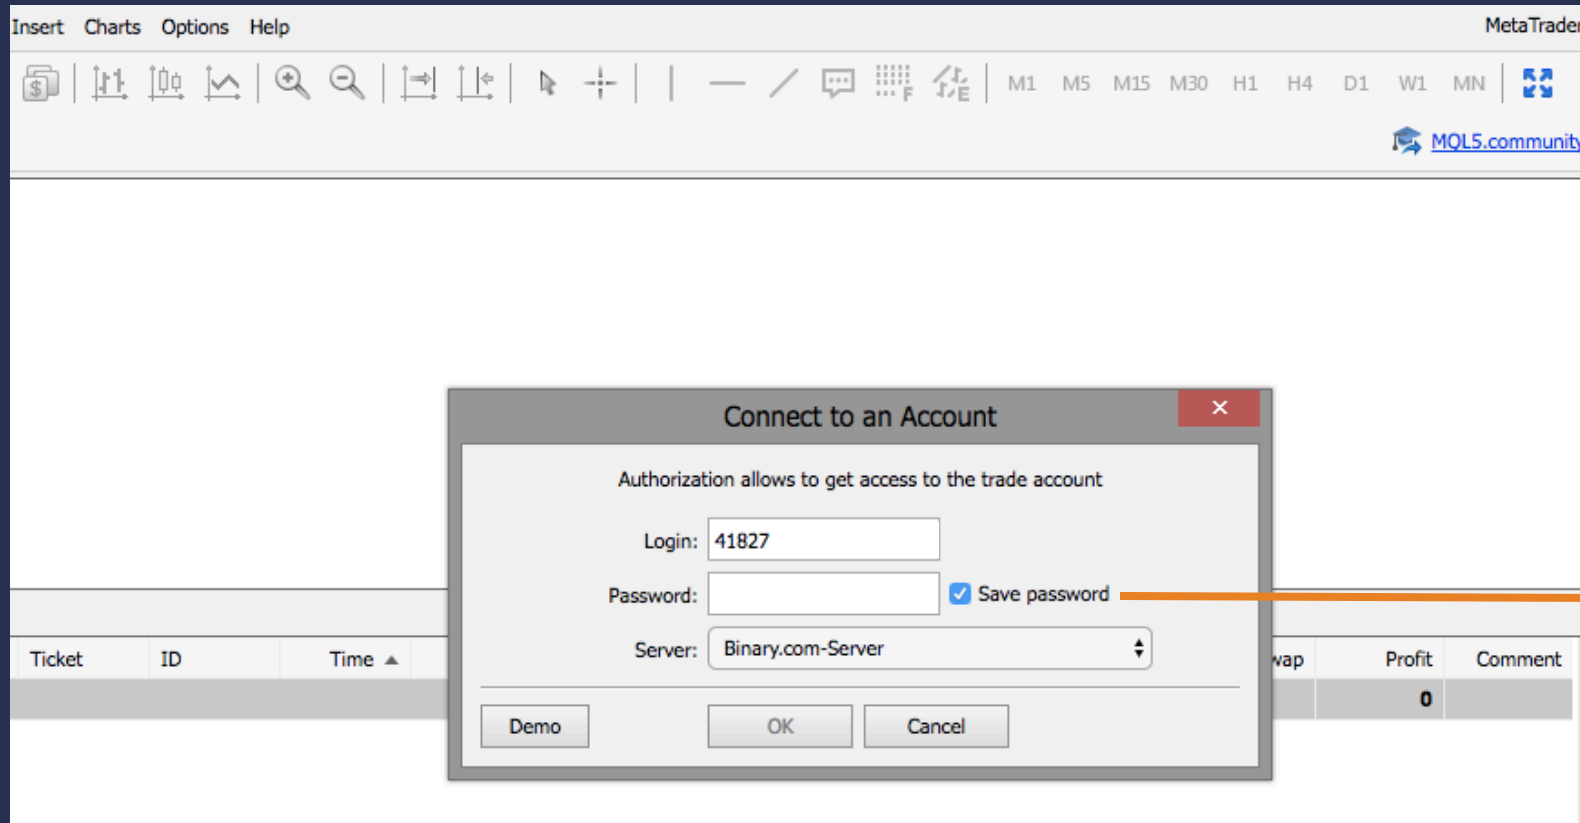 Insert Charts Options Help
MetaTrader
M1 M5 M15 M30 H1 H4 D1 W1 MN
MQL5.community
Connect to an Account
Authorization allows to get access to the trade account
Login: 41827
Password: Save password
Server: Binary.com-Server
Ticket ID Time Profit Comment
0
Demo OK Cancel